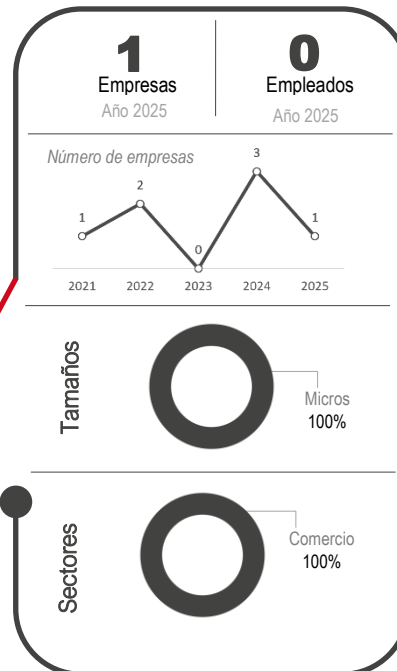 1
Empresas
Año 2025
0
Empleados
Año 2025
Número de empresas
1
2
0
3
1
2021
2022
2023
2024
2025
Tamaños
Micros
100%
Sectores
Comercio
100%